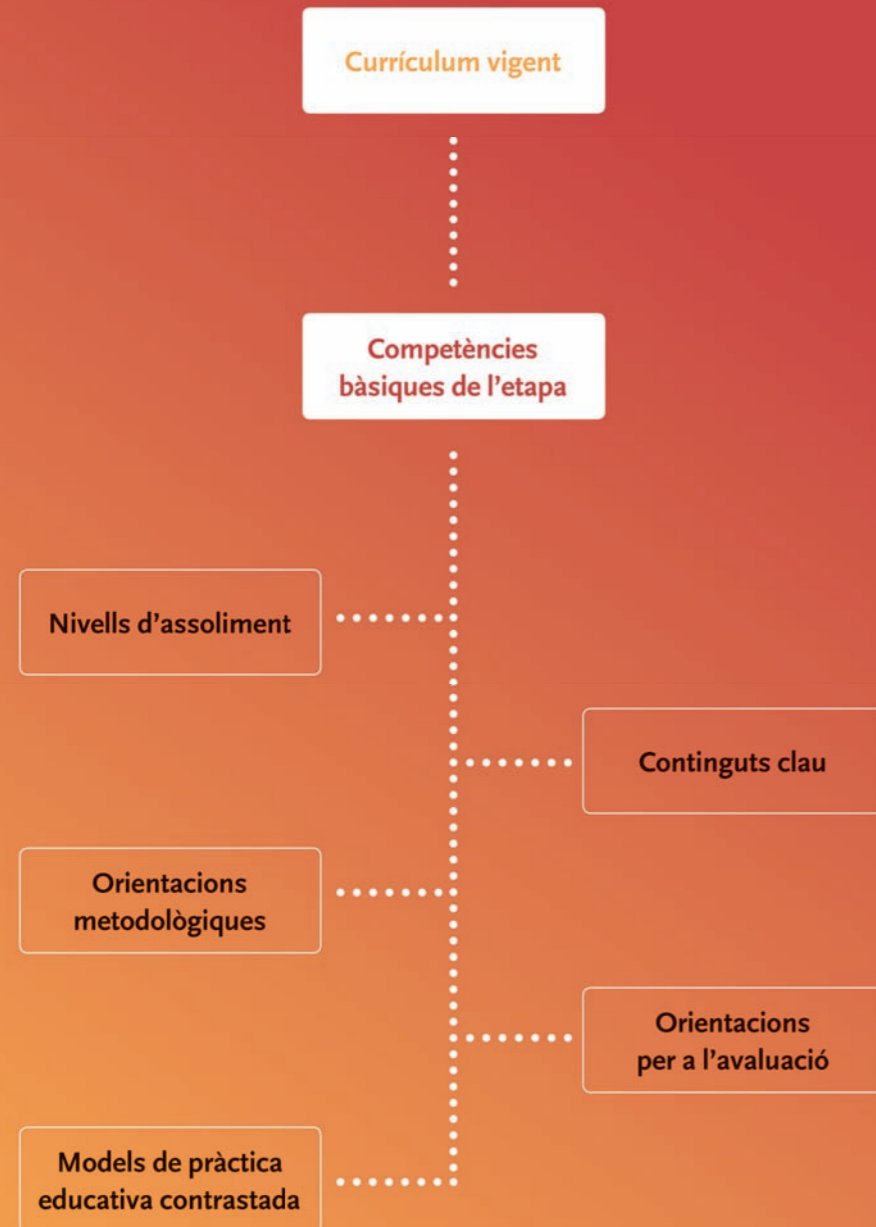 Currículum vigent
Competències
bàsiques de l’etapa
Nivells d’assoliment
Continguts clau
Orientacions
metodològiques
Orientacions
per a l’avaluació
Models de pràctica
educativa contrastada